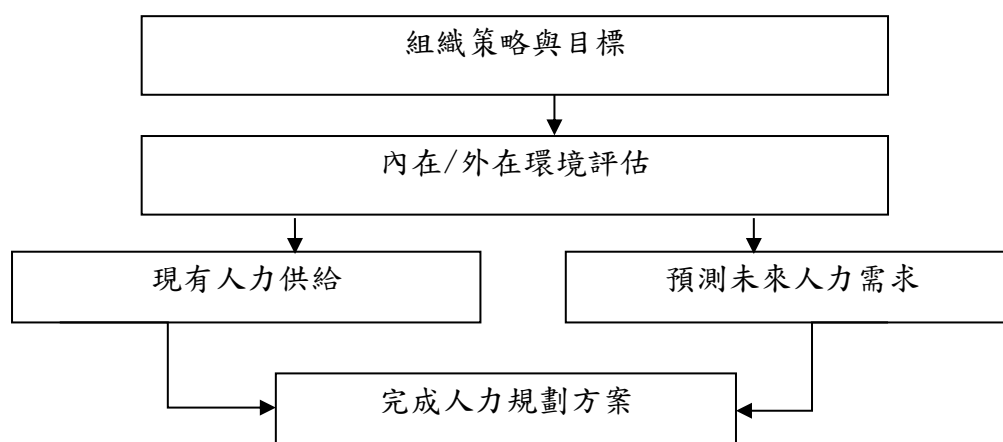 組織策略與目標
內在/外在環境評估
現有人力供給
預測未來人力需求
完成人力規劃方案